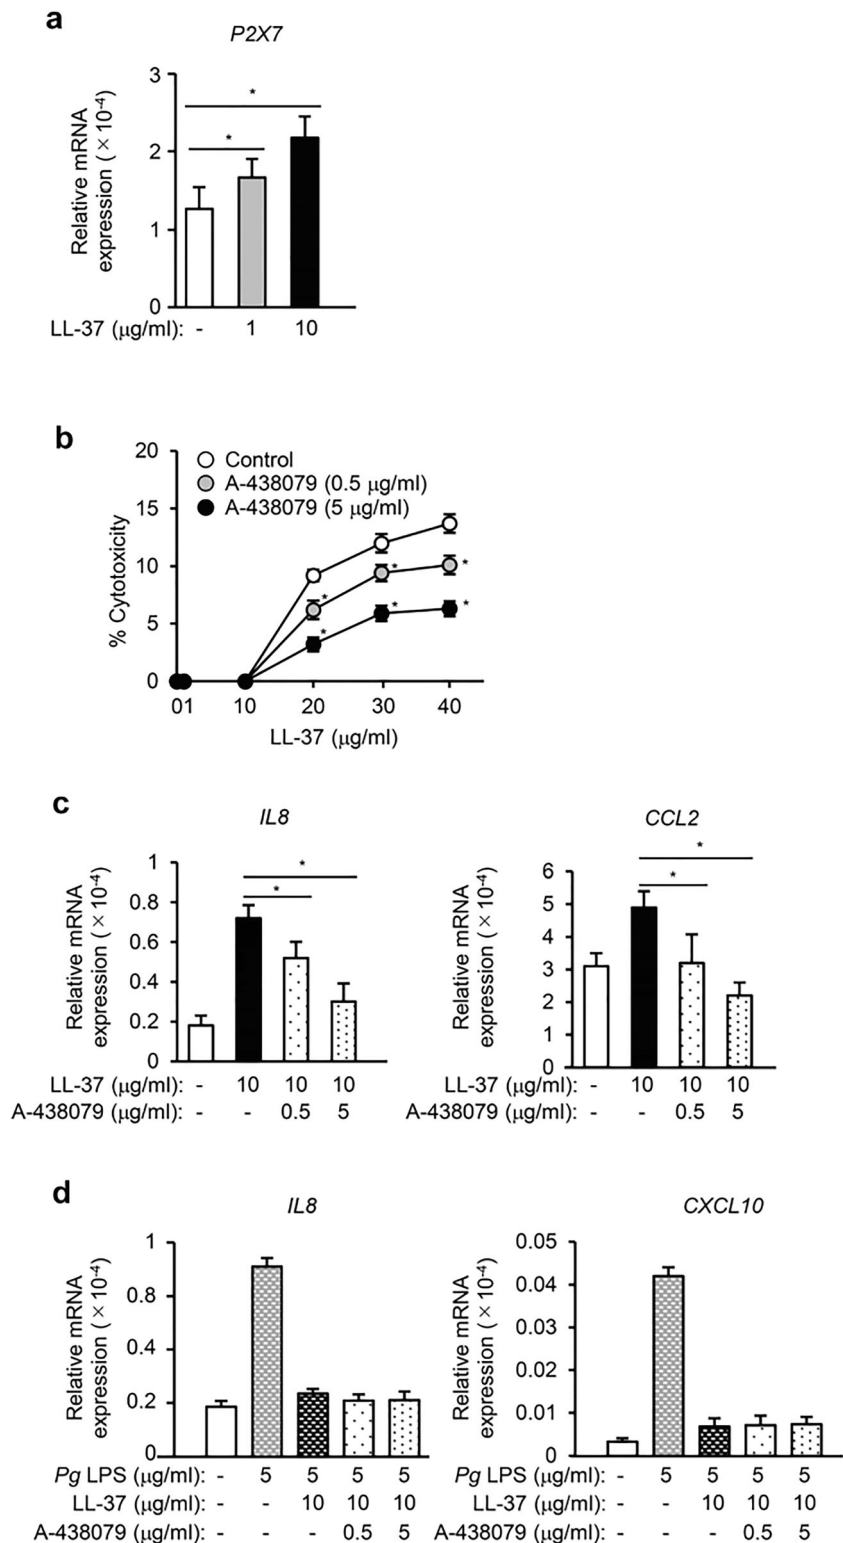 a
P2X7
Relative mRNA
expression (×10-4)
3
2
1
0
*
*
LL-37 (μg/ml): - 1 10
b
% Cytotoxicity
20
15
10
5
0
Control
A-438079 (0.5 μg/ml)
A-438079 (5 μg/ml)
*
*
*
*
*
*
01 10 20 30 40
LL-37 (μg/ml)
c
IL8
Relative mRNA
expression (×10-4)
1
0.8
0.6
0.4
0.2
0
*
*
LL-37 (μg/ml): - 10 10 10
A-438079 (μg/ml): - - 0.5 5
CCL2
Relative mRNA
expression (×10-4)
6
5
4
3
2
1
0
*
*
LL-37 (μg/ml): - 10 10 10
A-438079 (μg/ml): - - 0.5 5
d
IL8
Relative mRNA
expression (×10-4)
1
0.8
0.4
0.2
0
Pg LPS (μg/ml): - 5 5 5 5
LL-37 (μg/ml): - - 10 10 10
A-438079 (μg/ml): - - - 0.5 5
CXCL10
Relative mRNA
expression (×10-4)
0.05
0.04
0.03
0.02
0.01
0
Pg LPS (μg/ml): - 5 5 5 5
LL-37 (μg/ml): - - 10 10 10
A-438079 (μg/ml): - - - 0.5 5